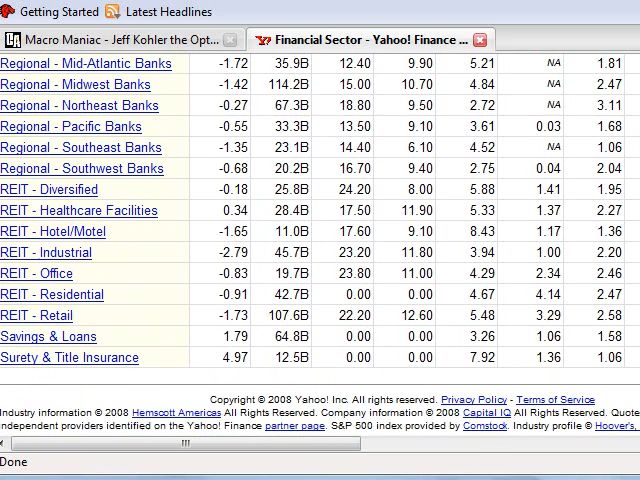 Getting Started Latest Headlines
Macro Maniac - Jeff Kohler the Opt... Financial Sector - Yahoo! Finance ...
Regional - Mid-Atlantic Banks -1.72 35.9B 12.40 9.90 5.21 NA 1.81
Regional - Midwest Banks -1.42 114.2B 15.00 10.70 4.84 NA 2.47
Regional - Northeast Banks -0.27 67.3B 18.80 9.50 2.72 NA 3.11
Regional - Pacific Banks -0.55 33.3B 13.50 9.10 3.61 0.03 1.68
Regional - Southeast Banks -1.35 23.1B 14.40 6.10 4.52 NA 1.06
Regional - Southwest Banks -0.68 20.2B 16.70 9.40 2.75 0.04 2.04
REIT - Diversified -0.18 25.8B 24.20 8.00 5.88 1.41 1.95
REIT - Healthcare Facilities 0.34 28.4B 17.50 11.90 5.33 1.37 2.27
REIT - Hotel/Motel -1.65 11.0B 17.60 9.10 8.43 1.17 1.36
REIT - Industrial -2.79 45.7B 23.20 11.80 3.94 1.00 2.20
REIT - Office -0.83 19.7B 23.80 11.00 4.29 2.34 2.46
REIT - Residential -0.91 42.7B 0.00 0.00 4.67 4.14 2.47
REIT - Retail -1.73 107.6B 22.20 12.60 5.48 3.29 2.58
Savings & Loans 1.79 64.8B 0.00 0.00 3.26 1.06 1.58
Surety & Title Insurance 4.97 12.5B 0.00 0.00 7.92 1.36 1.06
Copyright © 2008 Yahoo! Inc. All rights reserved. Privacy Policy - Terms of Service
Industry information © 2008 Hemscott Americas All Rights Reserved. Company information © 2008 Capital IQ All Rights Reserved. Quote
independent providers identified on the Yahoo! Finance partner page. S&P 500 index provided by Comstock. Industry profile © Hoover's,
Done